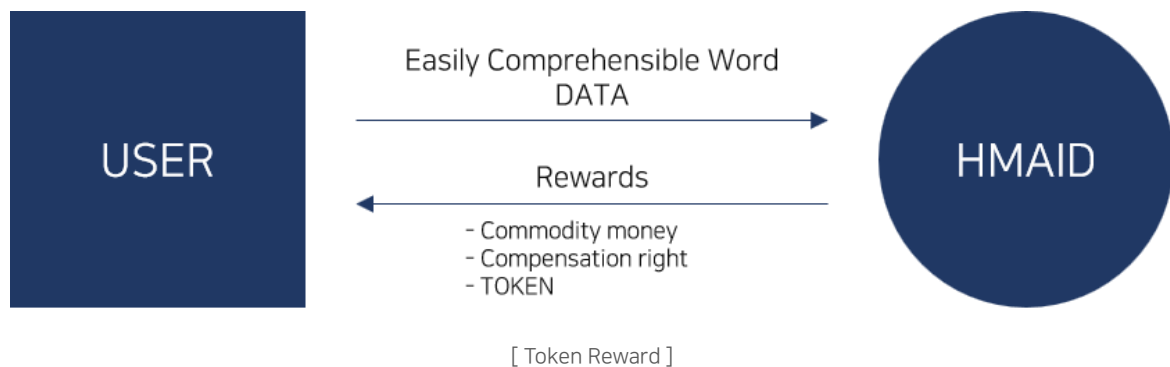 USER
Easily Comprehensible Word
DATA
Rewards
- Commodity money
- Compensation right
- TOKEN
HMAID
[ Token Reward ]